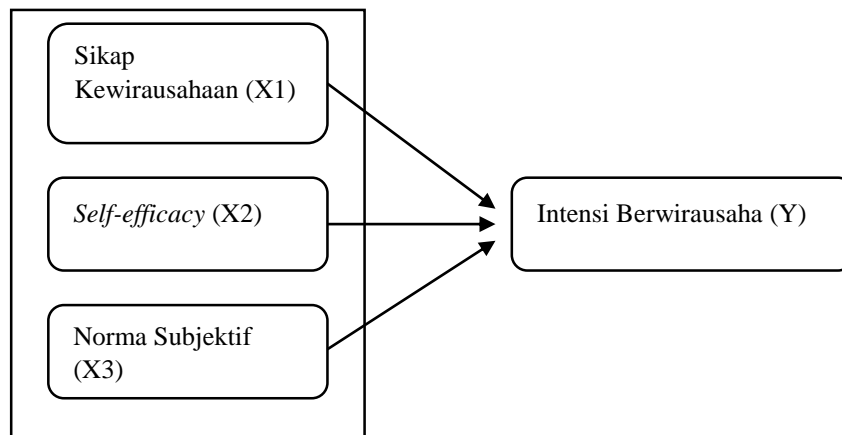 Sikap
Kewirausahaan (X1)
Self-efficacy (X2)
Intensi Berwirausaha (Y)
Norma Subjektif
(X3)